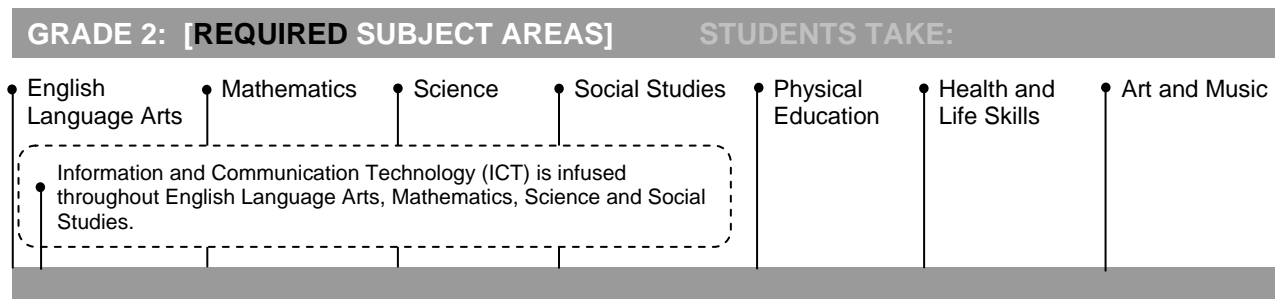 GRADE 2: [REQUIRED SUBJECT AREAS] STUDENTS TAKE:
English
Language Arts
Mathematics
Science
Social Studies
Physical
Education
Health and
Life Skills
Art and Music
Information and Communication Technology (ICT) is infused
throughout English Language Arts, Mathematics, Science and Social
Studies.